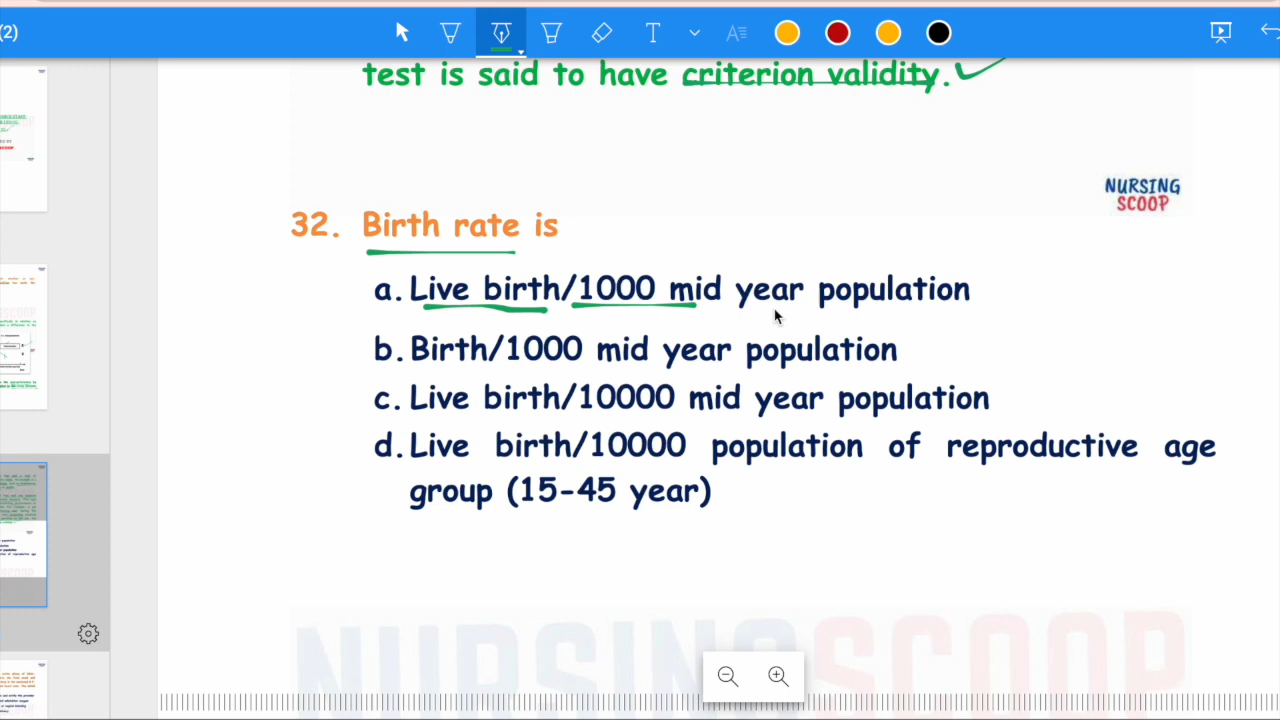 (2)
T
test is said to have criterion validity.
NURSING
SCOOP
32. Birth rate is
a. Live birth/1000 mid year population
b. Birth/1000 mid year population
c. Live birth/10000 mid year population
d. Live birth/10000 population of reproductive age
group (15-45 year)
NURSINGSCOOP